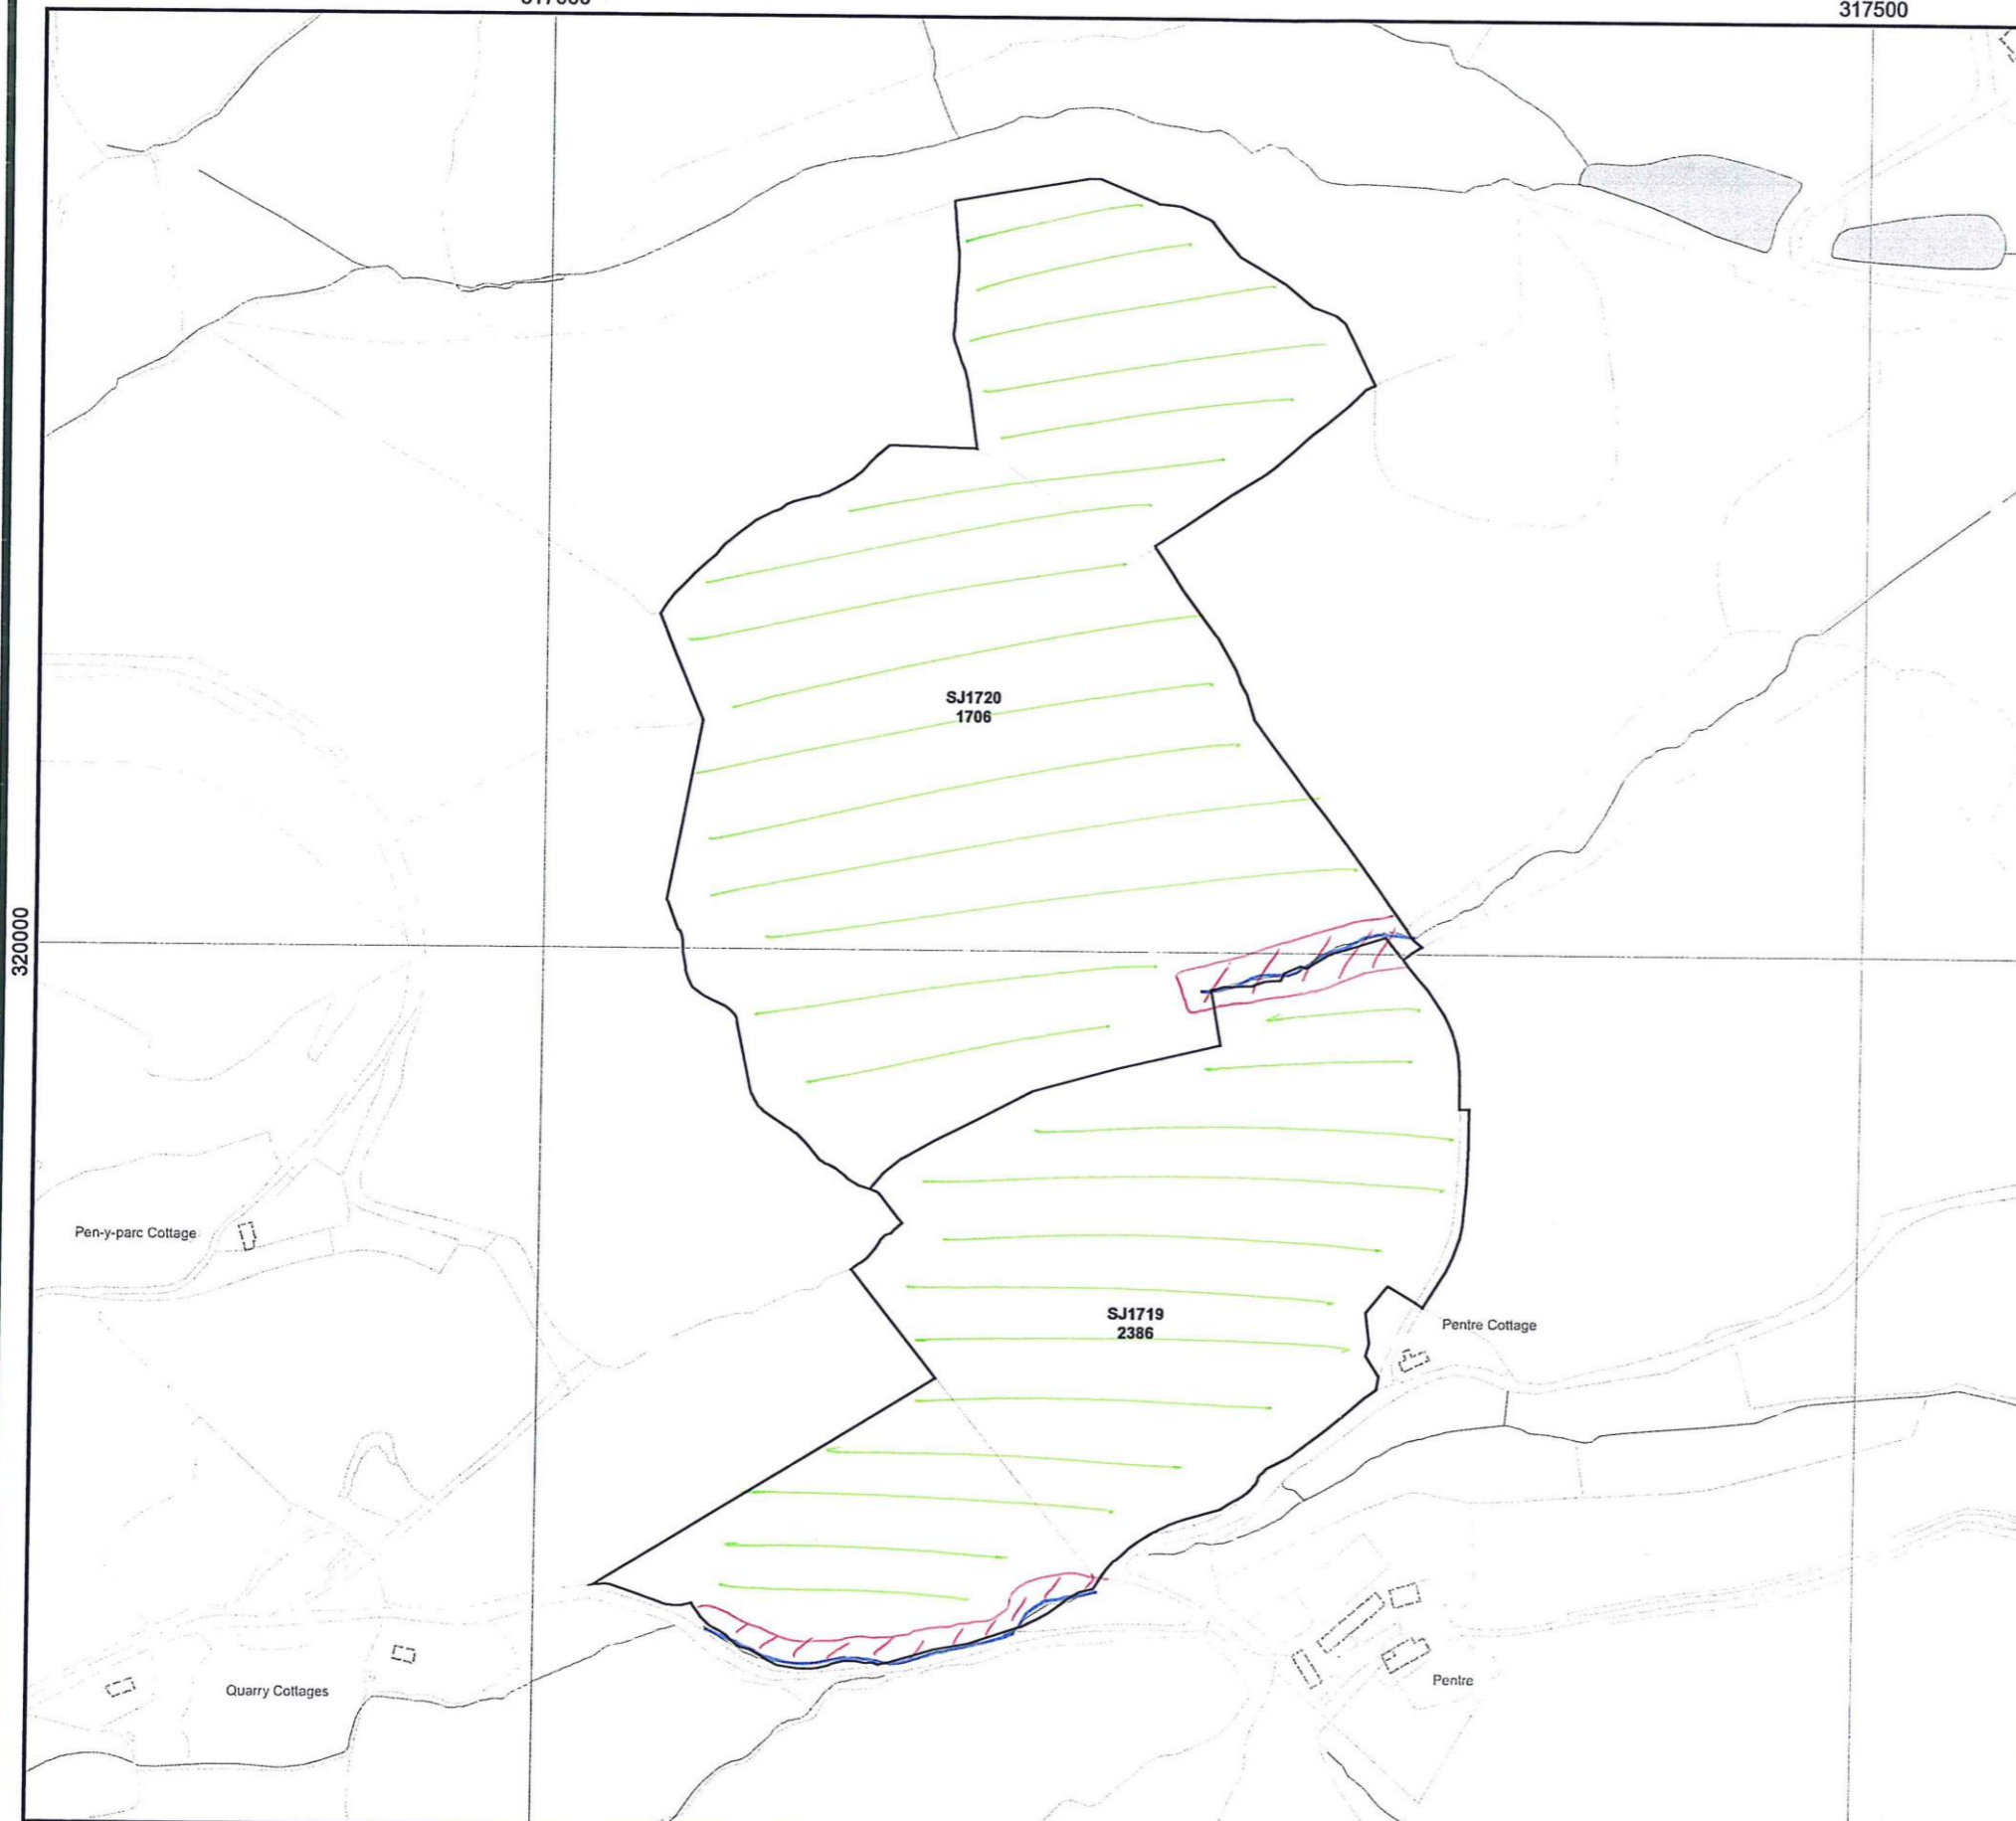 317500
SJ1720
1706
320000
Pen-y-parc Cottage
SJ1719
2386
Pentre Cottage
Quarry Cottages
Pentre